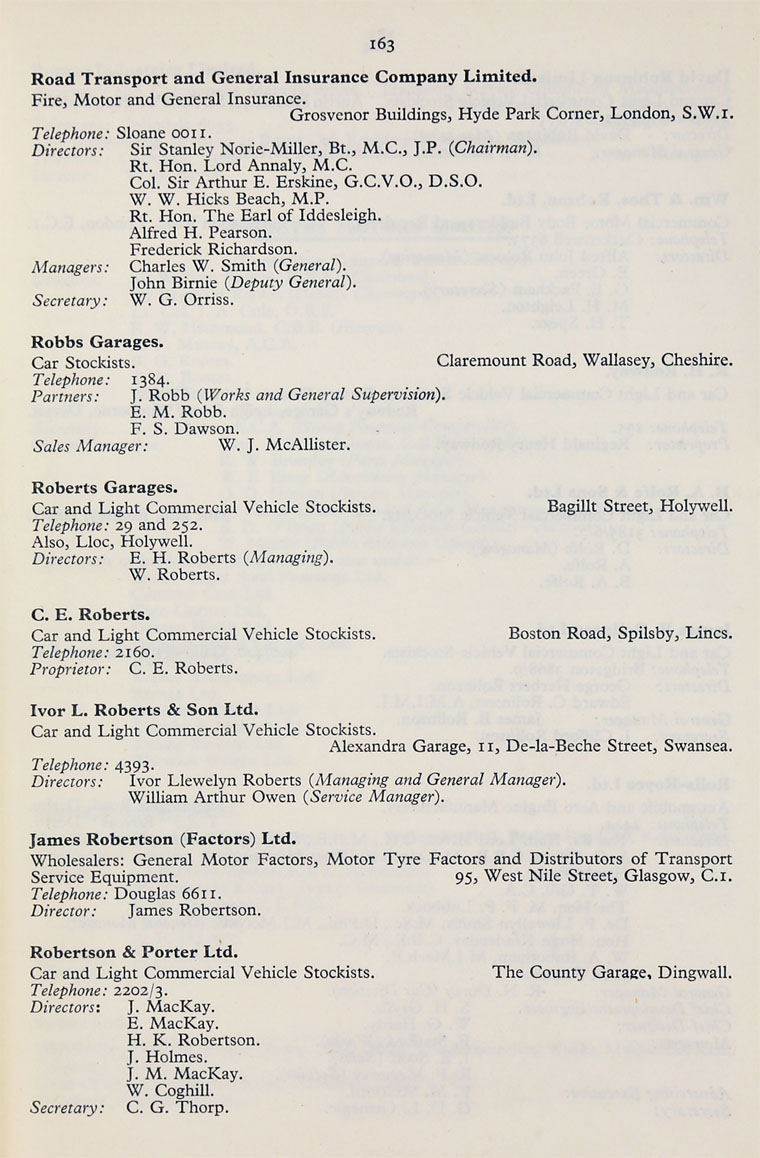 163
Road Transport and General Insurance Company Limited.
Fire, Motor and General Insurance.
Grosvenor Buildings, Hyde Park Corner, London, S.W.1.
Telephone: Sloane 0011.
Directors: Sir Stanley Norie-Miller, Bt., M.C., J.P. (Chairman).
Rt. Hon. Lord Annaly, M.C.
Col. Sir Arthur E. Erskine, G.C.V.O., D.S.O.
W. W. Hicks Beach, M.P.
Rt. Hon. The Earl of Iddesleigh.
Alfred H. Pearson.
Frederick Richardson.
Managers: Charles W. Smith (General).
John Birnie (Deputy General).
Secretary: W. G. Orriss.
Robbs Garages.
Car Stockists. Claremount Road, Wallasey, Cheshire.
Telephone: 1384.
Partners: J. Robb (Works and General Supervision).
E. M. Robb.
F. S. Dawson.
Sales Manager: W. J. McAllister.
Roberts Garages.
Car and Light Commercial Vehicle Stockists. Bagillt Street, Holywell.
Telephone: 29 and 252.
Also, Lloc, Holywell.
Directors: E. H. Roberts (Managing).
W. Roberts.
C. E. Roberts.
Car and Light Commercial Vehicle Stockists. Boston Road, Spilsby, Lincs.
Telephone: 2160.
Proprietor: C. E. Roberts.
Ivor L. Roberts & Son Ltd.
Car and Light Commercial Vehicle Stockists.
Alexandra Garage, 11, De-la-Beche Street, Swansea.
Telephone: 4393.
Directors: Ivor Llewelyn Roberts (Managing and General Manager).
William Arthur Owen (Service Manager).
James Robertson (Factors) Ltd.
Wholesalers: General Motor Factors, Motor Tyre Factors and Distributors of Transport
Service Equipment. 95, West Nile Street, Glasgow, C.1.
Telephone: Douglas 6611.
Director: James Robertson.
Robertson & Porter Ltd.
Car and Light Commercial Vehicle Stockists. The County Garage, Dingwall.
Telephone: 2202/3.
Directors: J. MacKay.
E. MacKay.
H. K. Robertson.
J. Holmes.
J. M. MacKay.
W. Coghill.
Secretary: C. G. Thorp.